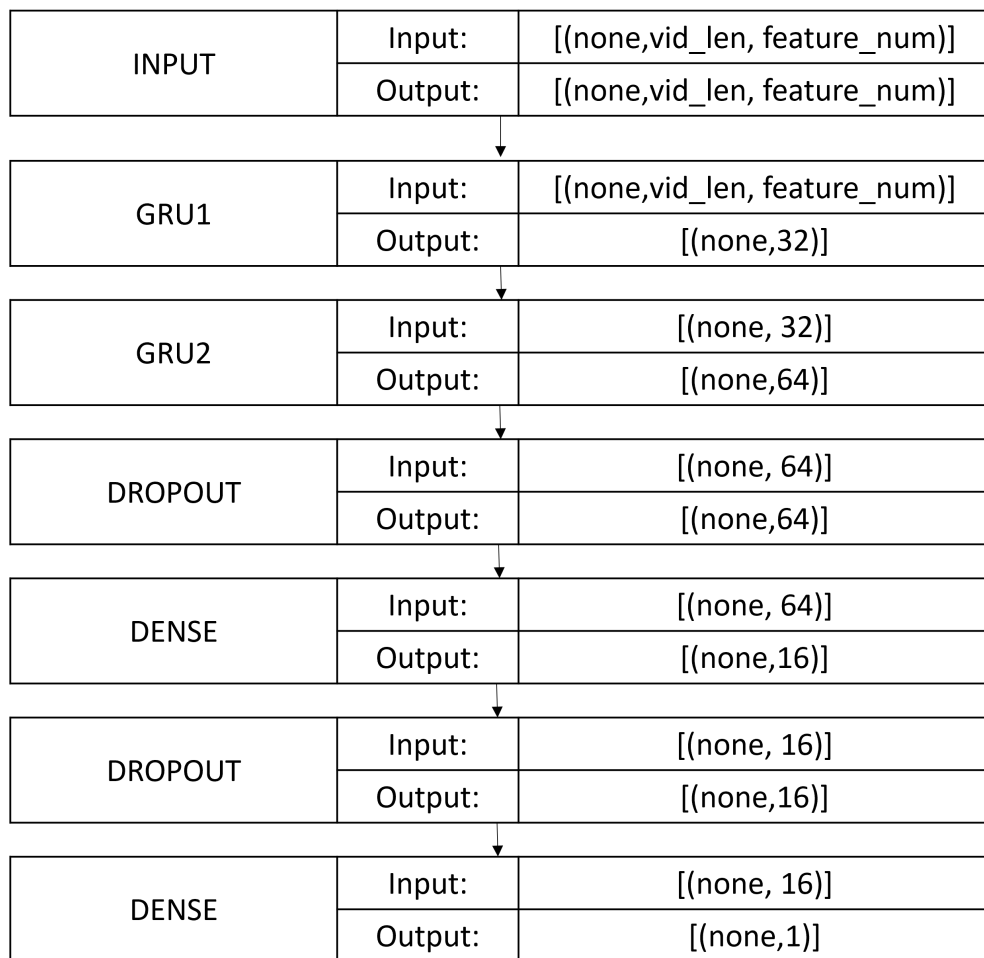 INPUT
Input: [(none,vid_len, feature_num)]
Output: [(none,vid_len, feature_num)]
GRU1
Input: [(none,vid_len, feature_num)]
Output: [(none,32)]
GRU2
Input: [(none, 32)]
Output: [(none,64)]
DROPOUT
Input: [(none, 64)]
Output: [(none,64)]
DENSE
Input: [(none, 64)]
Output: [(none,16)]
DROPOUT
Input: [(none, 16)]
Output: [(none,16)]
DENSE
Input: [(none, 16)]
Output: [(none,1)]